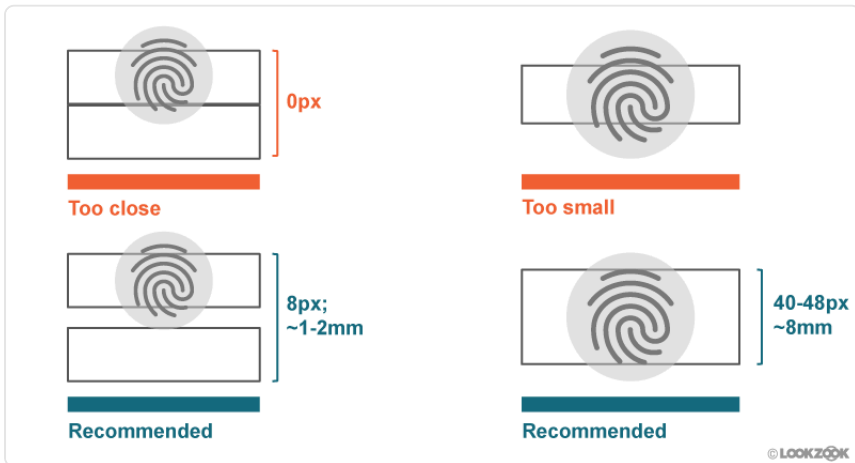 0px
Too close
Too small
8px;
~1-2mm
40-48px
~8mm
Recommended
Recommended
© LOOKZOOK